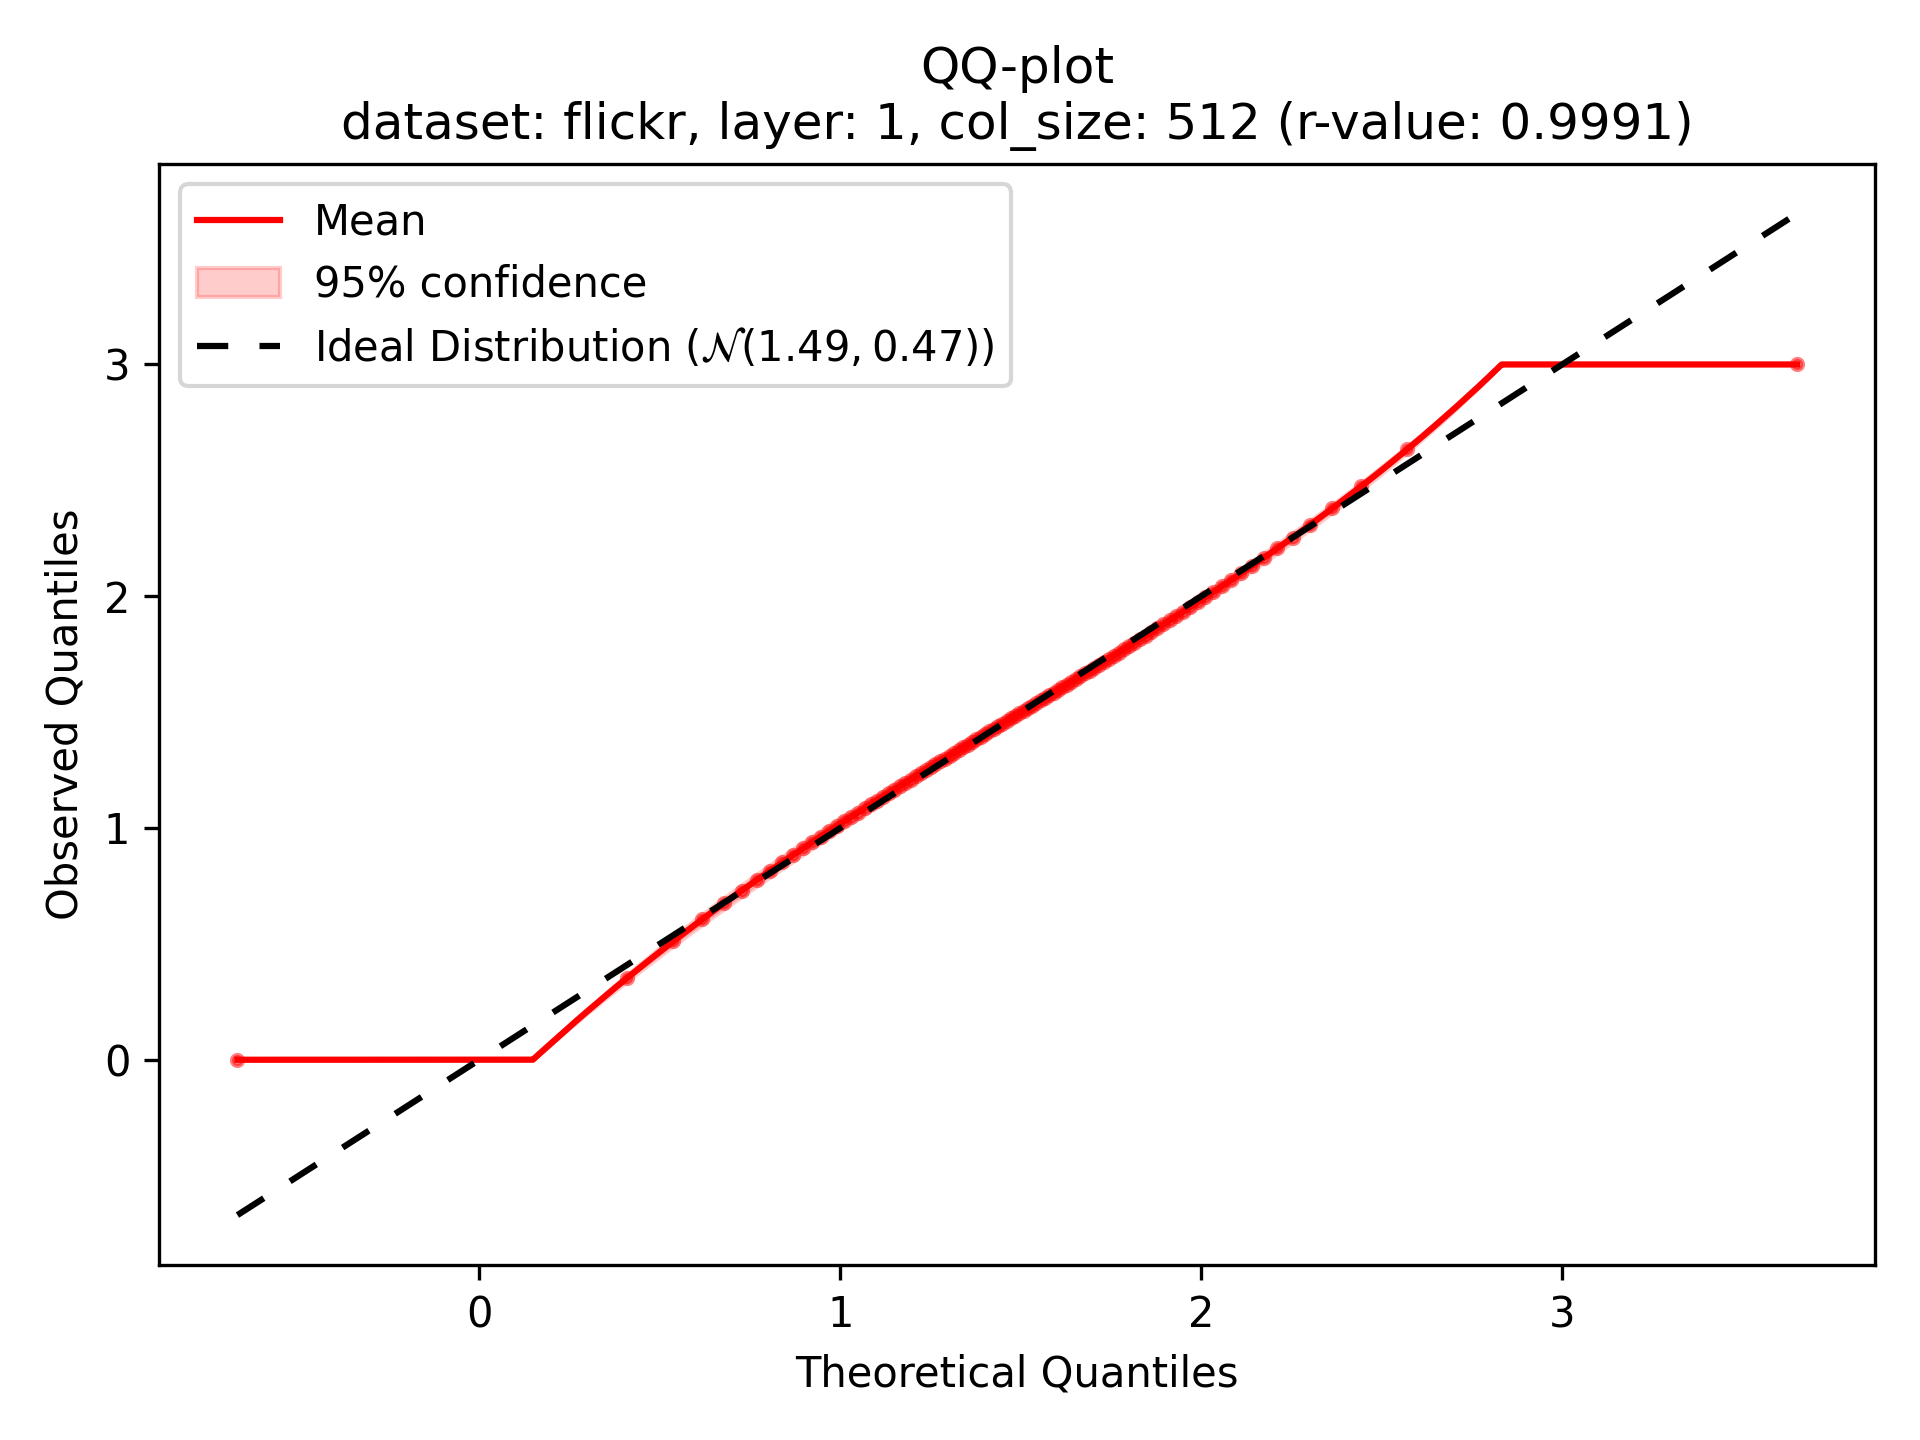 QQ-plot
dataset: flickr, layer: 1, col_size: 512 (r-value: 0.9991)
Mean
95% confidence
Ideal Distribution (𝒩(1.49, 0.47))
3
2
1
0
Observed Quantiles
0
1
2
3
Theoretical Quantiles